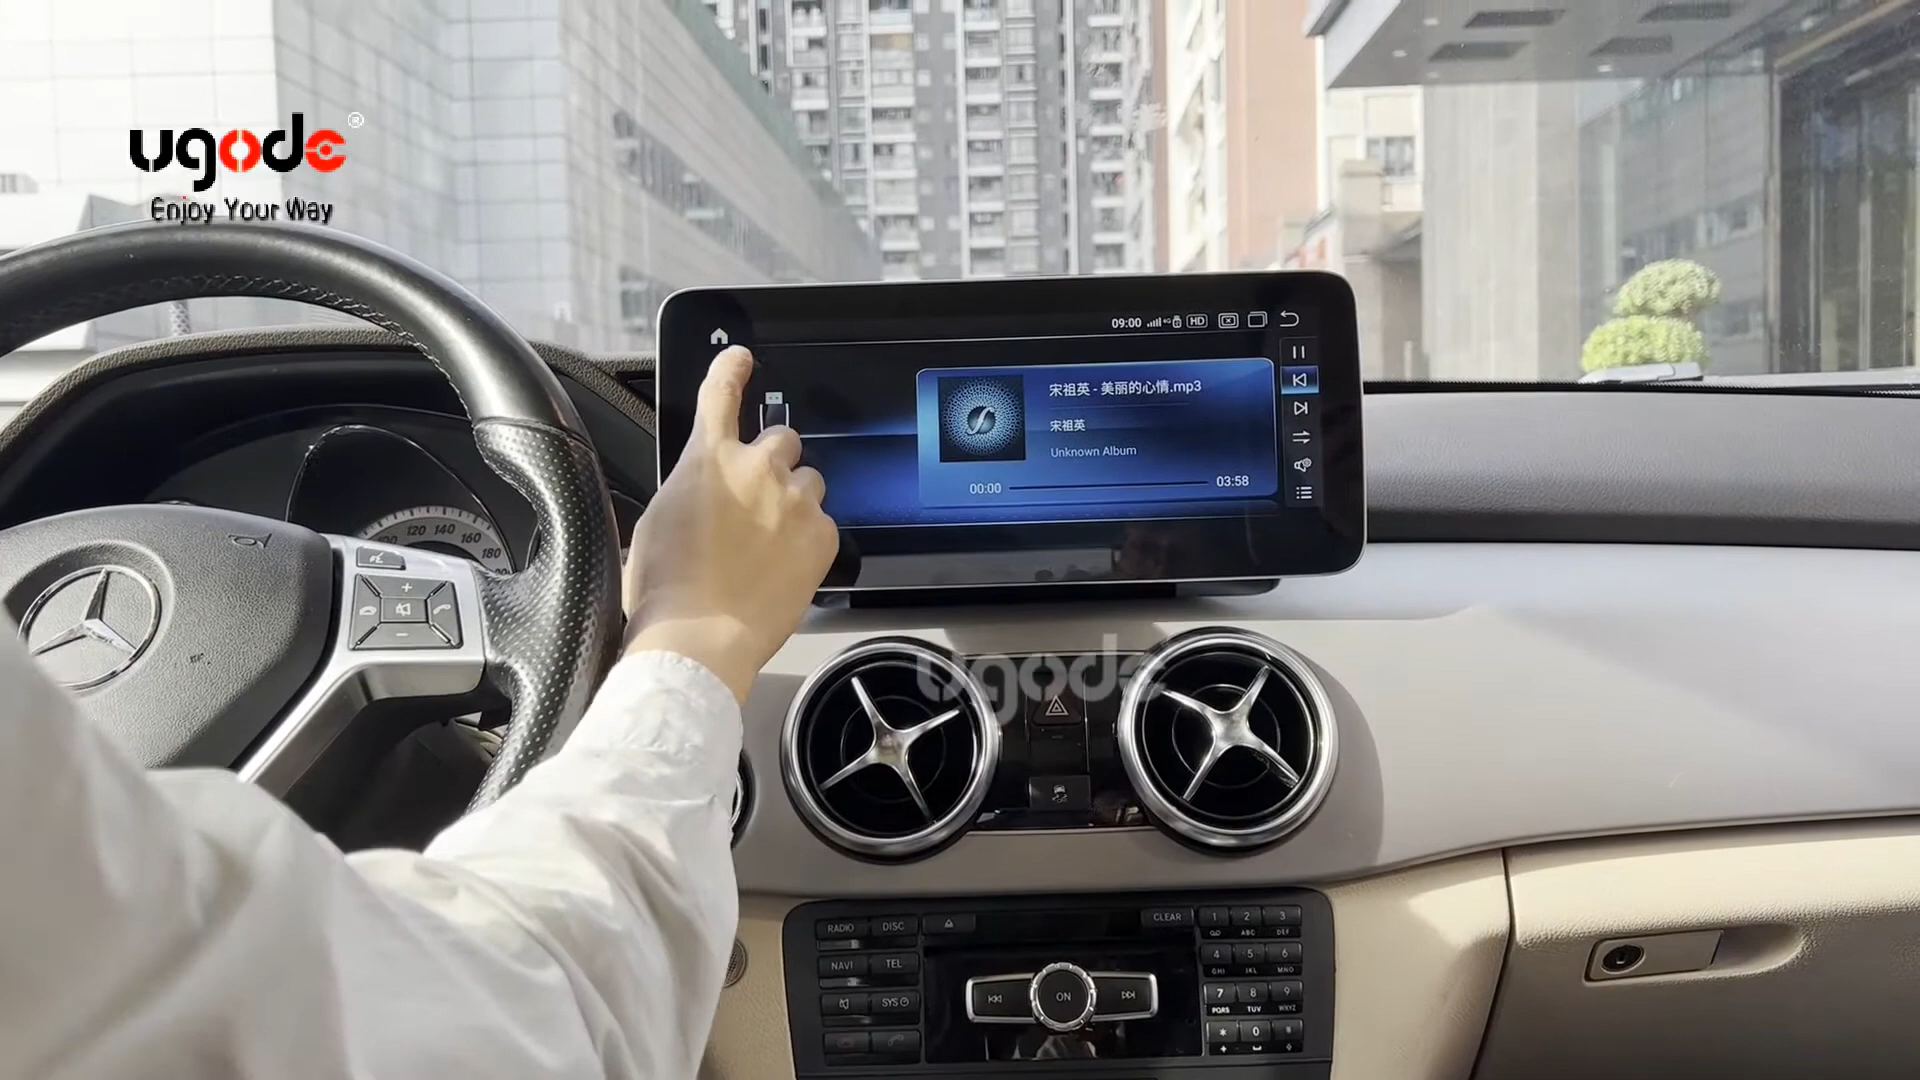 ugode®
Enjoy Your Way
09:00
4G
HD
宋祖英 - 美丽的心情.mp3
宋祖英
Unknown Album
00:00
03:58
120 140 160 180
ugode
RADIO DISC
CLEAR
1 2 3
ABC DEF
NAVI TEL
4 5 6
GHI JKL MNO
ON
SYS
7 8 9
PQRS TUV WXYZ
* 0 #